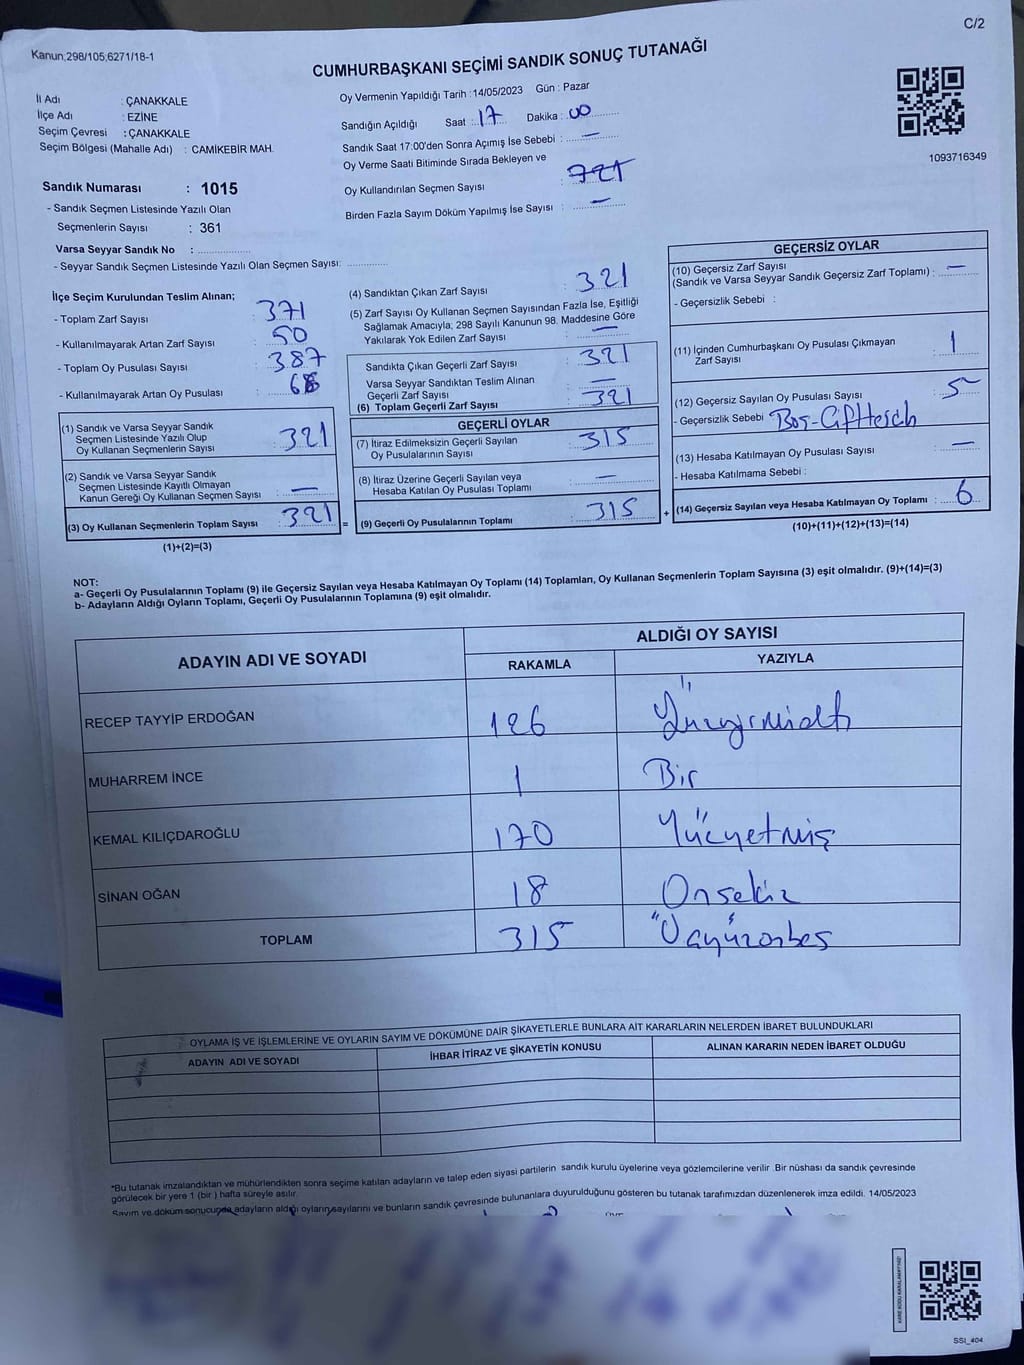 C/2
Kanun;298/105;6271/18-1
CUMHURBAŞKANI SEÇİMİ SANDIK SONUÇ TUTANAĞI
İl Adı : ÇANAKKALE
İlçe Adı : EZİNE
Seçim Çevresi : ÇANAKKALE
Seçim Bölgesi (Mahalle Adı) : CAMİKEBİR MAH.
Sandık Numarası : 1015
- Sandık Seçmen Listesinde Yazılı Olan
Seçmenlerin Sayısı : 361
Varsa Seyyar Sandık No :
- Seyyar Sandık Seçmen Listesinde Yazılı Olan Seçmen Sayısı:
Oy Vermenin Yapıldığı Tarih :14/05/2023 Gün : Pazar
Sandığın Açıldığı Saat : 17 Dakika : 00
Sandık Saat 17:00'den Sonra Açımış İse Sebebi : —
Oy Verme Saati Bitiminde Sırada Bekleyen ve
Oy Kullandırılan Seçmen Sayısı :
Birden Fazla Sayım Döküm Yapılmış İse Sayısı : —
1093716349
İlçe Seçim Kurulundan Teslim Alınan;
- Toplam Zarf Sayısı : 371
- Kullanılmayarak Artan Zarf Sayısı : 50
- Toplam Oy Pusulası Sayısı : 387
- Kullanılmayarak Artan Oy Pusulası :
(1) Sandık ve Varsa Seyyar Sandık
Seçmen Listesinde Yazılı Olup
Oy Kullanan Seçmenlerin Sayısı : 321
(2) Sandık ve Varsa Seyyar Sandık
Seçmen Listesinde Kayıtlı Olmayan
Kanun Gereği Oy Kullanan Seçmen Sayısı : —
(3) Oy Kullanan Seçmenlerin Toplam Sayısı : 321 =
(1)+(2)=(3)
(4) Sandıktan Çıkan Zarf Sayısı : 321
(5) Zarf Sayısı Oy Kullanan Seçmen Sayısından Fazla İse, Eşitliği
Sağlamak Amacıyla; 298 Sayılı Kanunun 98. Maddesine Göre
Yakılarak Yok Edilen Zarf Sayısı : —
Sandıkta Çıkan Geçerli Zarf Sayısı : 321
Varsa Seyyar Sandıktan Teslim Alınan
Geçerli Zarf Sayısı : —
(6) Toplam Geçerli Zarf Sayısı : 321
GEÇERLİ OYLAR
(7) İtiraz Edilmeksizin Geçerli Sayılan
Oy Pusulalarının Sayısı : 315
(8) İtiraz Üzerine Geçerli Sayılan veya
Hesaba Katılan Oy Pusulası Toplamı : —
(9) Geçerli Oy Pusulalarının Toplamı : 315 +
GEÇERSİZ OYLAR
(10) Geçersiz Zarf Sayısı
(Sandık ve Varsa Seyyar Sandık Geçersiz Zarf Toplamı) : —
- Geçersizlik Sebebi :
(11) İçinden Cumhurbaşkanı Oy Pusulası Çıkmayan
Zarf Sayısı : 1
(12) Geçersiz Sayılan Oy Pusulası Sayısı : 5
- Geçersizlik Sebebi :
(13) Hesaba Katılmayan Oy Pusulası Sayısı : —
- Hesaba Katılmama Sebebi :
(14) Geçersiz Sayılan veya Hesaba Katılmayan Oy Toplamı : 6
(10)+(11)+(12)+(13)=(14)
NOT:
a- Geçerli Oy Pusulalarının Toplamı (9) ile Geçersiz Sayılan veya Hesaba Katılmayan Oy Toplamı (14) Toplamları, Oy Kullanan Seçmenlerin Toplam Sayısına (3) eşit olmalıdır. (9)+(14)=(3)
b- Adayların Aldığı Oyların Toplamı, Geçerli Oy Pusulalarının Toplamına (9) eşit olmalıdır.
ADAYIN ADI VE SOYADI ALDIĞI OY SAYISI
RAKAMLA YAZIYLA
RECEP TAYYİP ERDOĞAN 126 Yüzyirmialtı
MUHARREM İNCE 1 Bir
KEMAL KILIÇDAROĞLU 170 Yüzyetmiş
SİNAN OĞAN 18 Onsekiz
TOPLAM 315 Üçyüzonbeş
OYLAMA İŞ VE İŞLEMLERİNE VE OYLARIN SAYIM VE DÖKÜMÜNE DAİR ŞİKAYETLERLE BUNLARA AİT KARARLARIN NELERDEN İBARET BULUNDUKLARI
ADAYIN ADI VE SOYADI İHBAR İTİRAZ VE ŞİKAYETİN KONUSU ALINAN KARARIN NEDEN İBARET OLDUĞU
*Bu tutanak imzalandıktan ve mühürlendikten sonra seçime katılan adayların ve talep eden siyasi partilerin sandık kurulu üyelerine veya gözlemcilerine verilir .Bir nüshası da sandık çevresinde
görülecek bir yere 1 (bir ) hafta süreyle asılır.
Sayım ve döküm sonucunda adayların aldığı oyların sayılarını ve bunların sandık çevresinde bulunanlara duyurulduğunu gösteren bu tutanak tarafımızdan düzenlenerek imza edildi. 14/05/2023
SSI_404